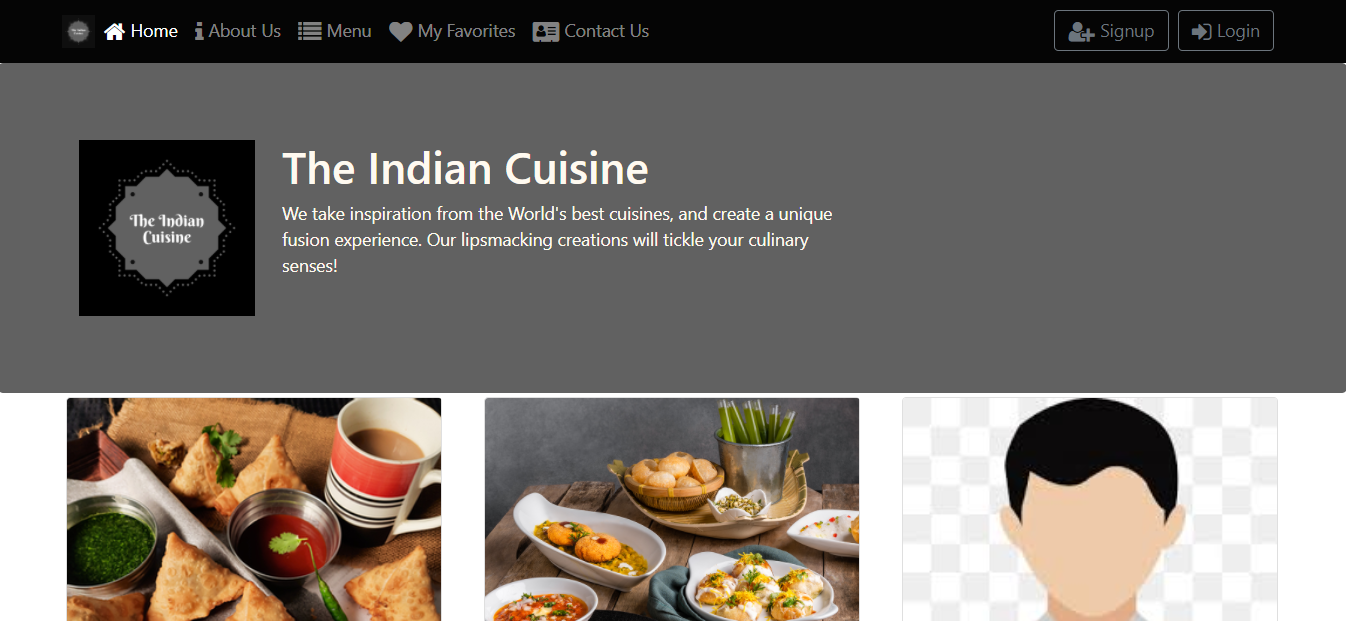 Home About Us Menu My Favorites Contact Us Signup Login
The Indian Cuisine
We take inspiration from the World's best cuisines, and create a unique
fusion experience. Our lipsmacking creations will tickle your culinary
senses!
The Indian
Cuisine